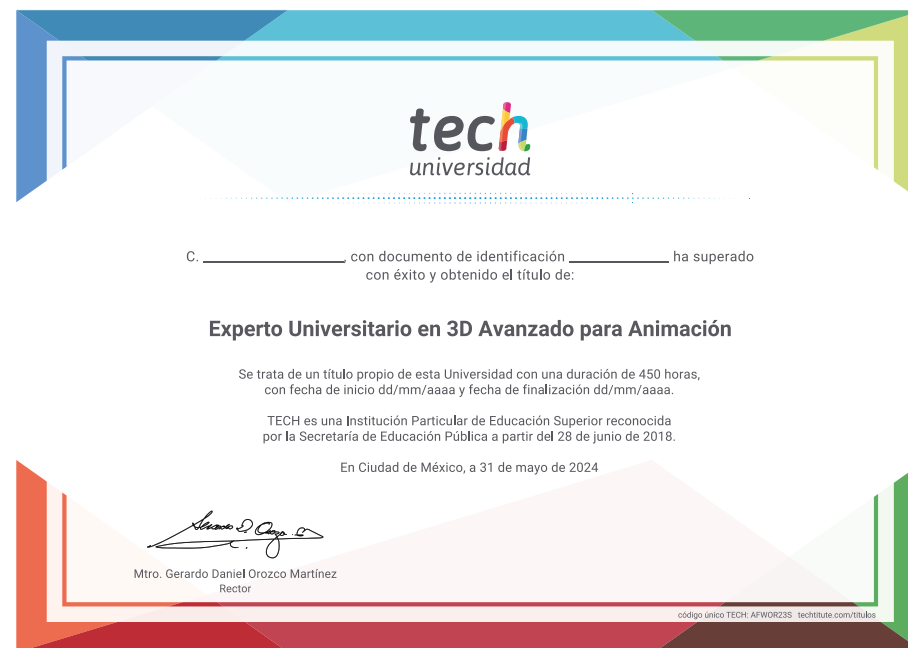 tech
universidad
C. ____________, con documento de identificación ____________ ha superado
con éxito y obtenido el título de:
Experto Universitario en 3D Avanzado para Animación
Se trata de un título propio de esta Universidad con una duración de 450 horas,
con fecha de inicio dd/mm/aaaa y fecha de finalización dd/mm/aaaa.
TECH es una Institución Particular de Educación Superior reconocida
por la Secretaría de Educación Pública a partir del 28 de junio de 2018.
En Ciudad de México, a 31 de mayo de 2024
Mtro. Gerardo Daniel Orozco Martínez
Rector
código único TECH: AFWOR23S techtitute.com/titulos